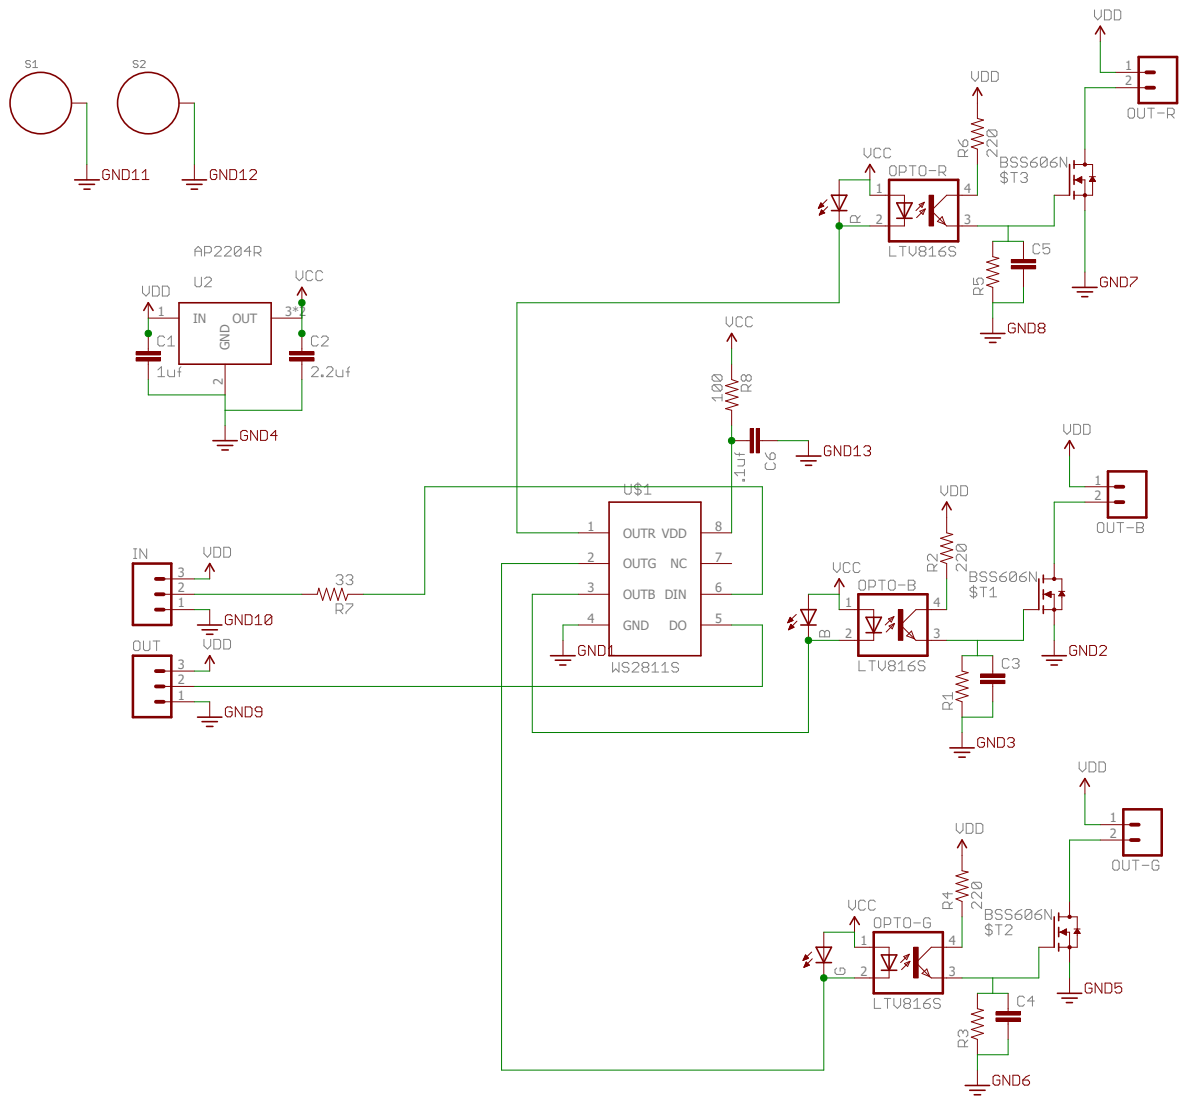 VDD
1
2
OUT-R
S1
S2
GND11
GND12
VDD
R6
220
BSS606N
$T3
VCC
OPTO-R
1
2
4
3
R
LTV816S
R5
C5
GND7
GND8
AP2204R
U2
VDD
VCC
1
IN
OUT
GND
3*2
2
C1
1uf
C2
2.2uf
GND4
VCC
100
R8
.1uf
C6
GND13
U$1
1
OUTR
VDD
8
2
OUTG
NC
7
3
OUTB
DIN
6
4
GND
DO
5
GND1
WS2811S
IN
VDD
3
2
1
33
R7
GND10
OUT
VDD
3
2
1
GND9
VDD
1
2
OUT-B
VDD
R2
220
BSS606N
$T1
VCC
OPTO-B
1
2
4
3
B
LTV816S
R1
C3
GND2
GND3
VDD
1
2
OUT-G
VDD
R4
220
BSS606N
$T2
VCC
OPTO-G
1
2
4
3
G
LTV816S
R3
C4
GND5
GND6